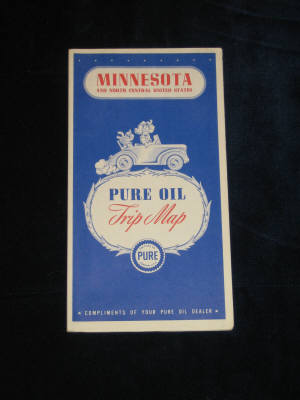 MINNESOTA
AND NORTH CENTRAL UNITED STATES
PURE OIL
Trip Map
PURE
COMPLIMENTS OF YOUR PURE OIL DEALER